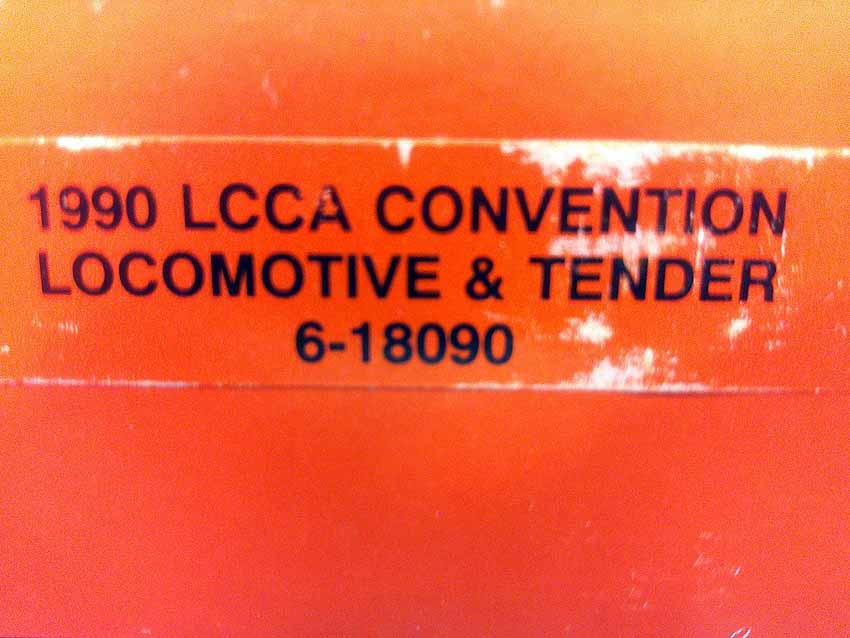 1990 LCCA CONVENTION
LOCOMOTIVE & TENDER
6-18090